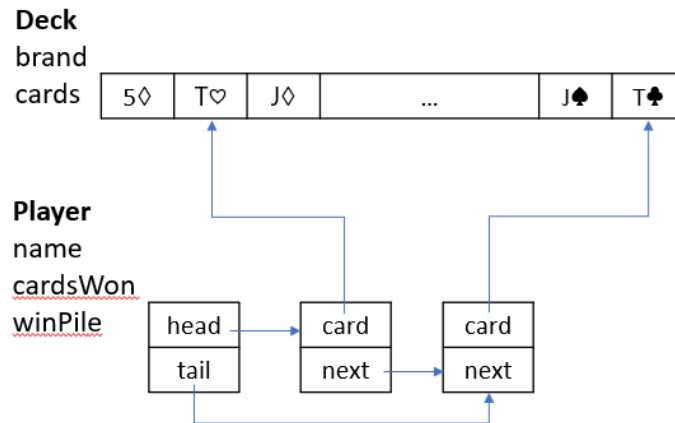 Deck
brand
cards
5♢ T♡ J♢ ... J♠ T♣
Player
name
cardsWon
winPile
head card card
tail next next